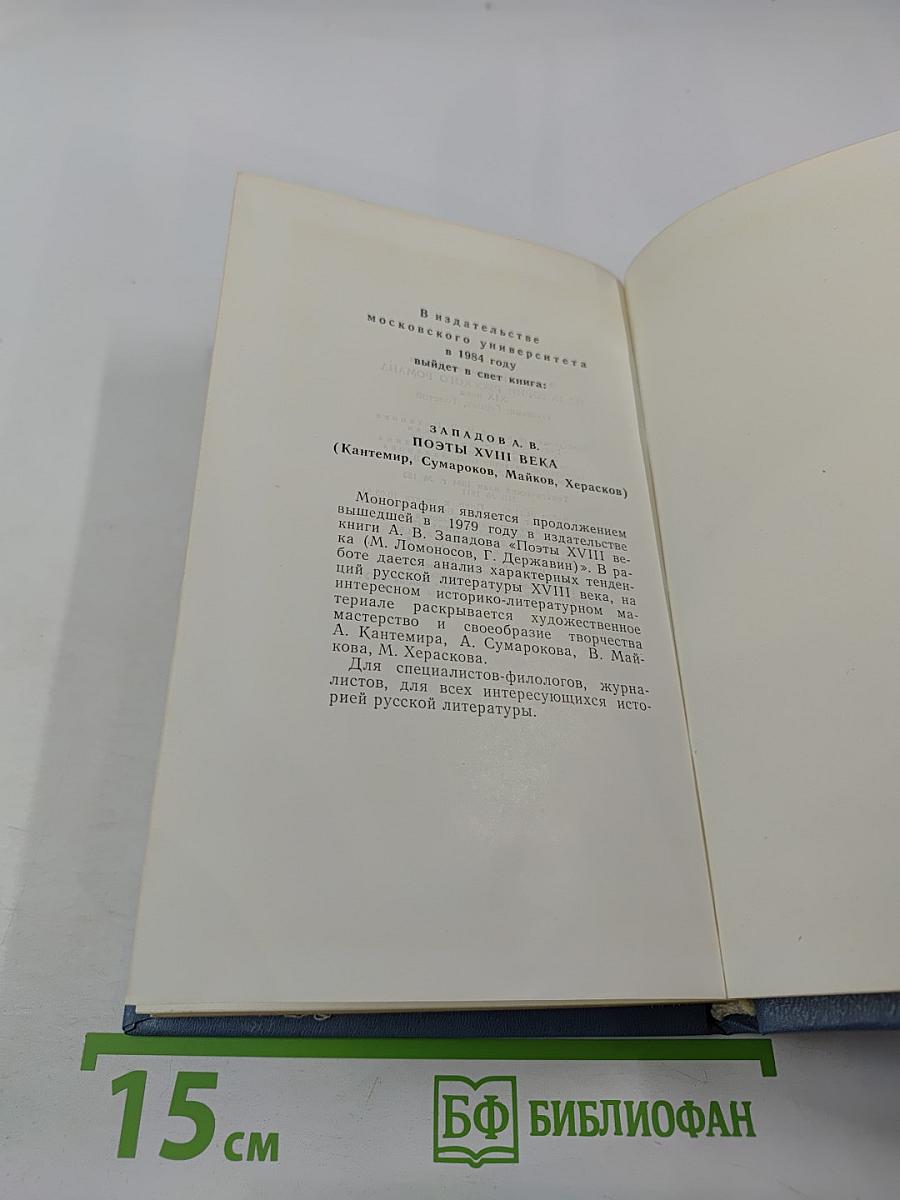 В издательстве
московского университета
в 1984 году
выйдет в свет книга:
ЗАПАДОВ А. В.
ПОЭТЫ XVIII ВЕКА
(Кантемир, Сумароков, Майков, Херасков)
Монография является продолжением
вышедшей в 1979 году в издательстве
книги А. В. Западова «Поэты XVIII ве-
ка (М. Ломоносов, Г. Державин)». В ра-
боте дается анализ характерных тенден-
ций русской литературы XVIII века, на
интересном историко-литературном ма-
териале раскрывается художественное
мастерство и своеобразие творчества
А. Кантемира, А. Сумарокова, В. Май-
кова, М. Хераскова.
Для специалистов-филологов, журна-
листов, для всех интересующихся исто-
рией русской литературы.
15 см
БФ БИБЛИОФАН